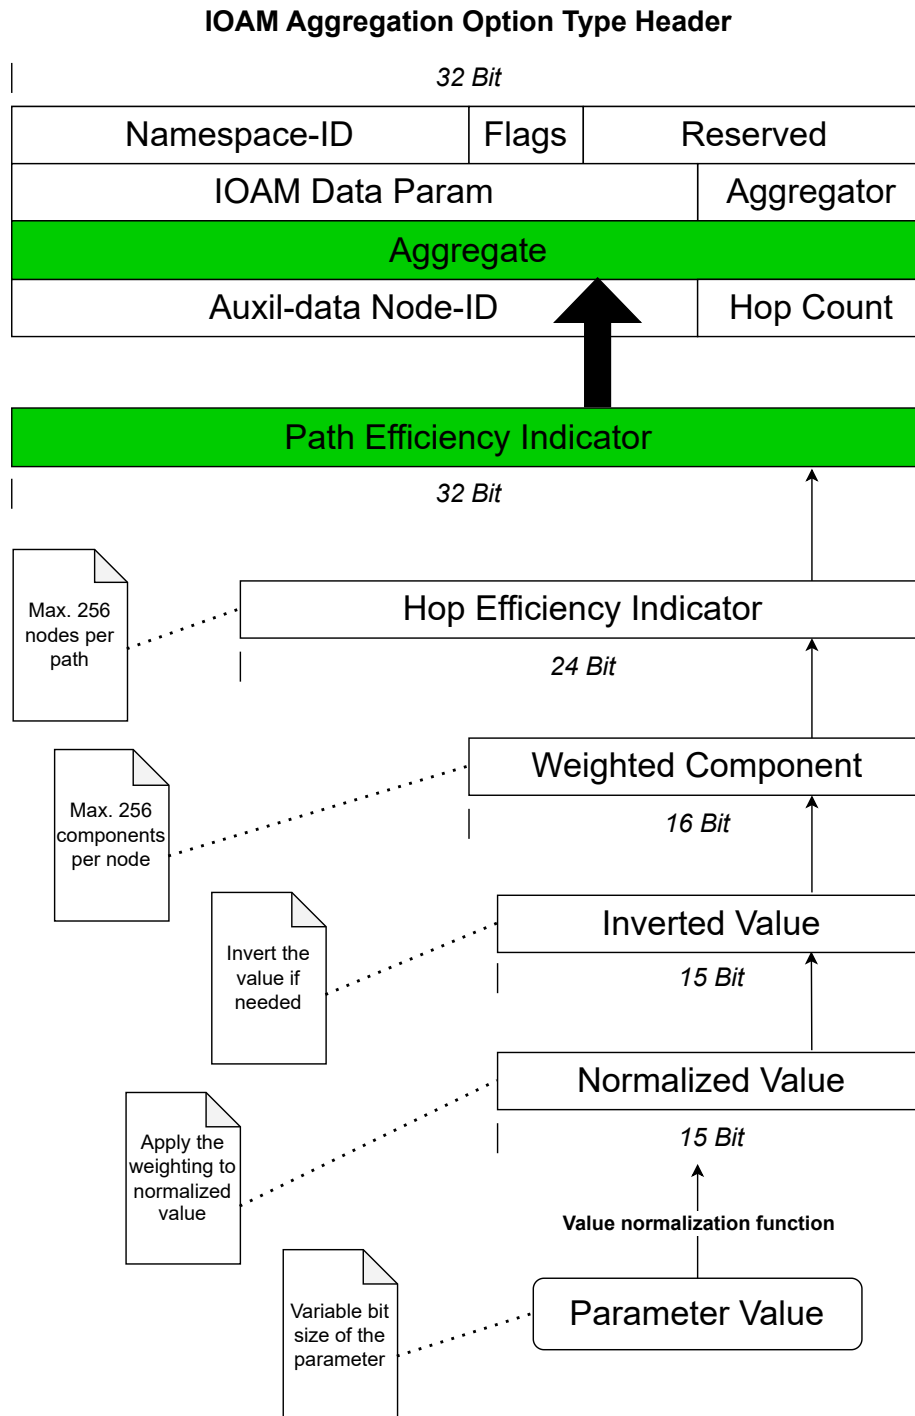 IOAM Aggregation Option Type Header
32 Bit
Namespace-ID Flags Reserved
IOAM Data Param Aggregator
Aggregate
Auxil-data Node-ID Hop Count
Path Efficiency Indicator
32 Bit
Max. 256
nodes per
path
Hop Efficiency Indicator
24 Bit
Max. 256
components
per node
Weighted Component
16 Bit
Invert the
value if
needed
Inverted Value
15 Bit
Apply the
weighting to
normalized
value
Normalized Value
15 Bit
Value normalization function
Variable bit
size of the
parameter
Parameter Value